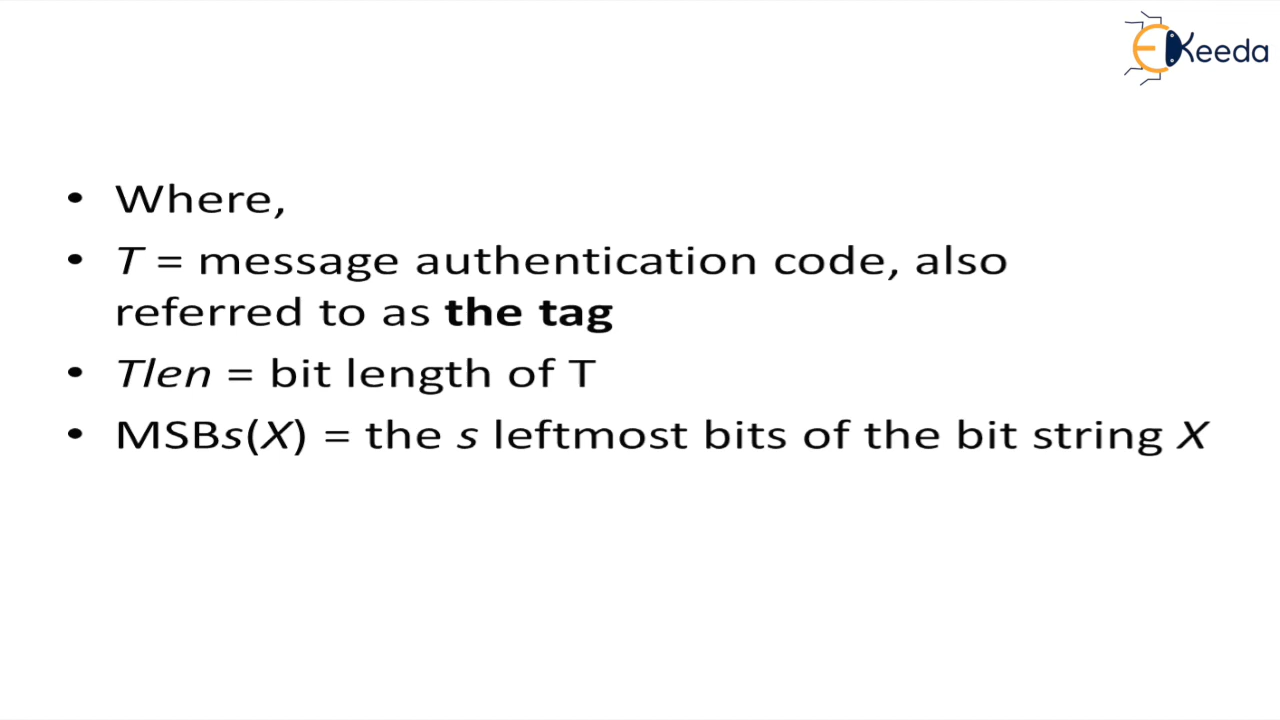 EKeeda
• Where,
• T = message authentication code, also
referred to as the tag
• Tlen = bit length of T
• MSBs(X) = the s leftmost bits of the bit string X